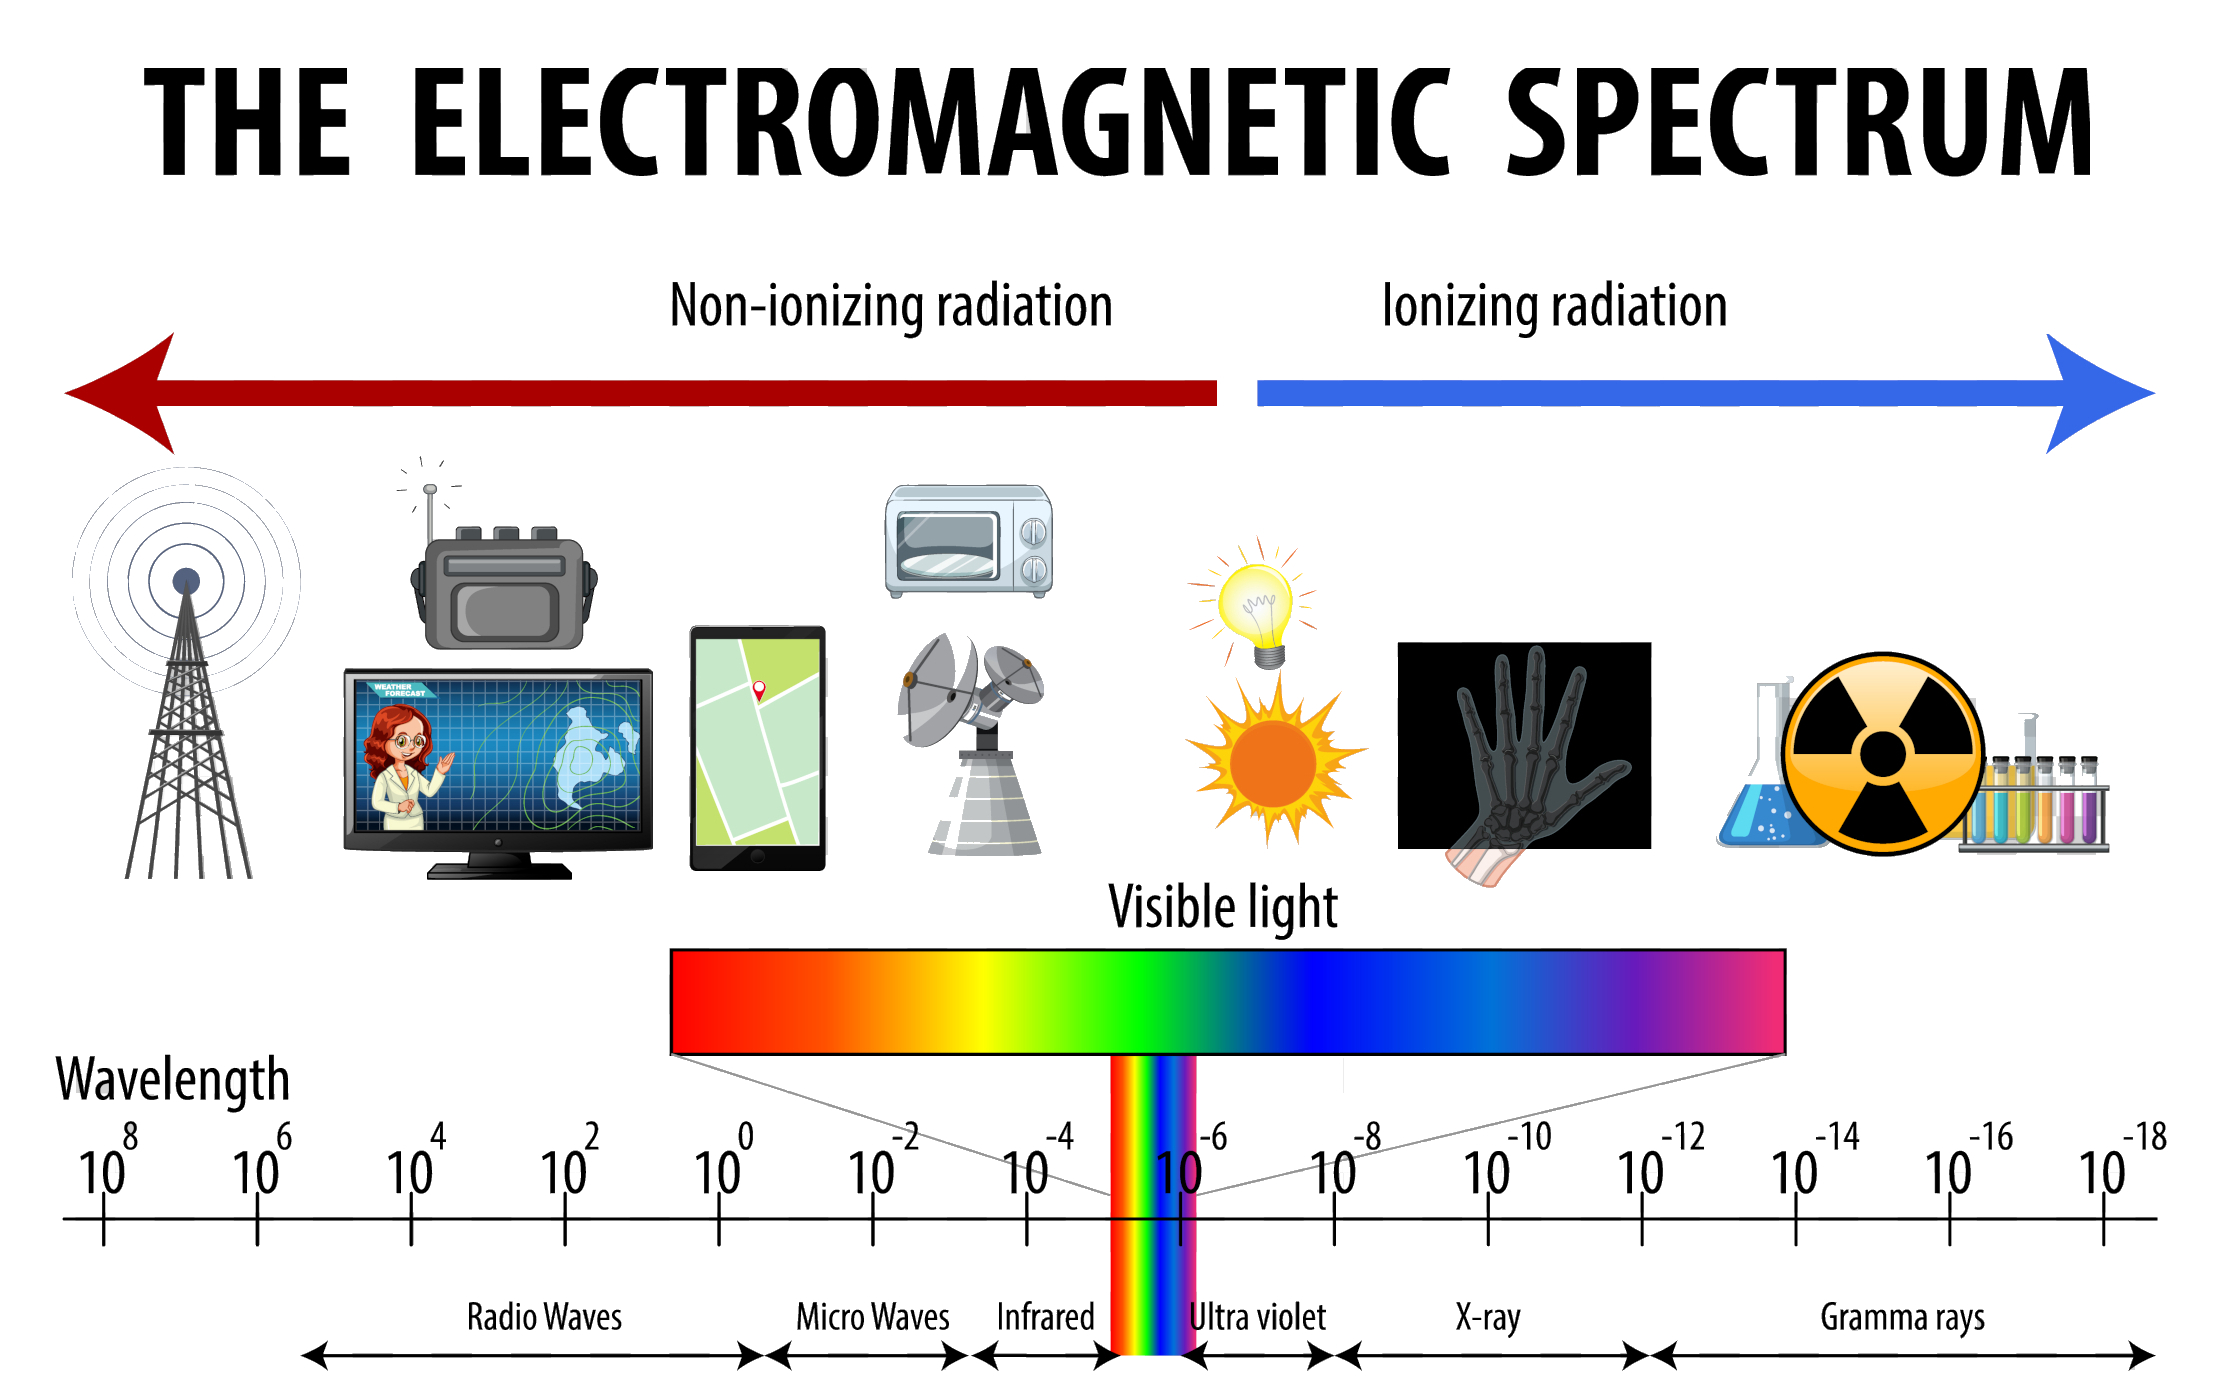 THE ELECTROMAGNETIC SPECTRUM
Non-ionizing radiation
Ionizing radiation
WEATHER
FORECAST
Visible light
Wavelength
10^8 10^6 10^4 10^2 10^0 10^-2 10^-4 10^-6 10^-8 10^-10 10^-12 10^-14 10^-16 10^-18
Radio Waves Micro Waves Infrared Ultra violet X-ray Gramma rays